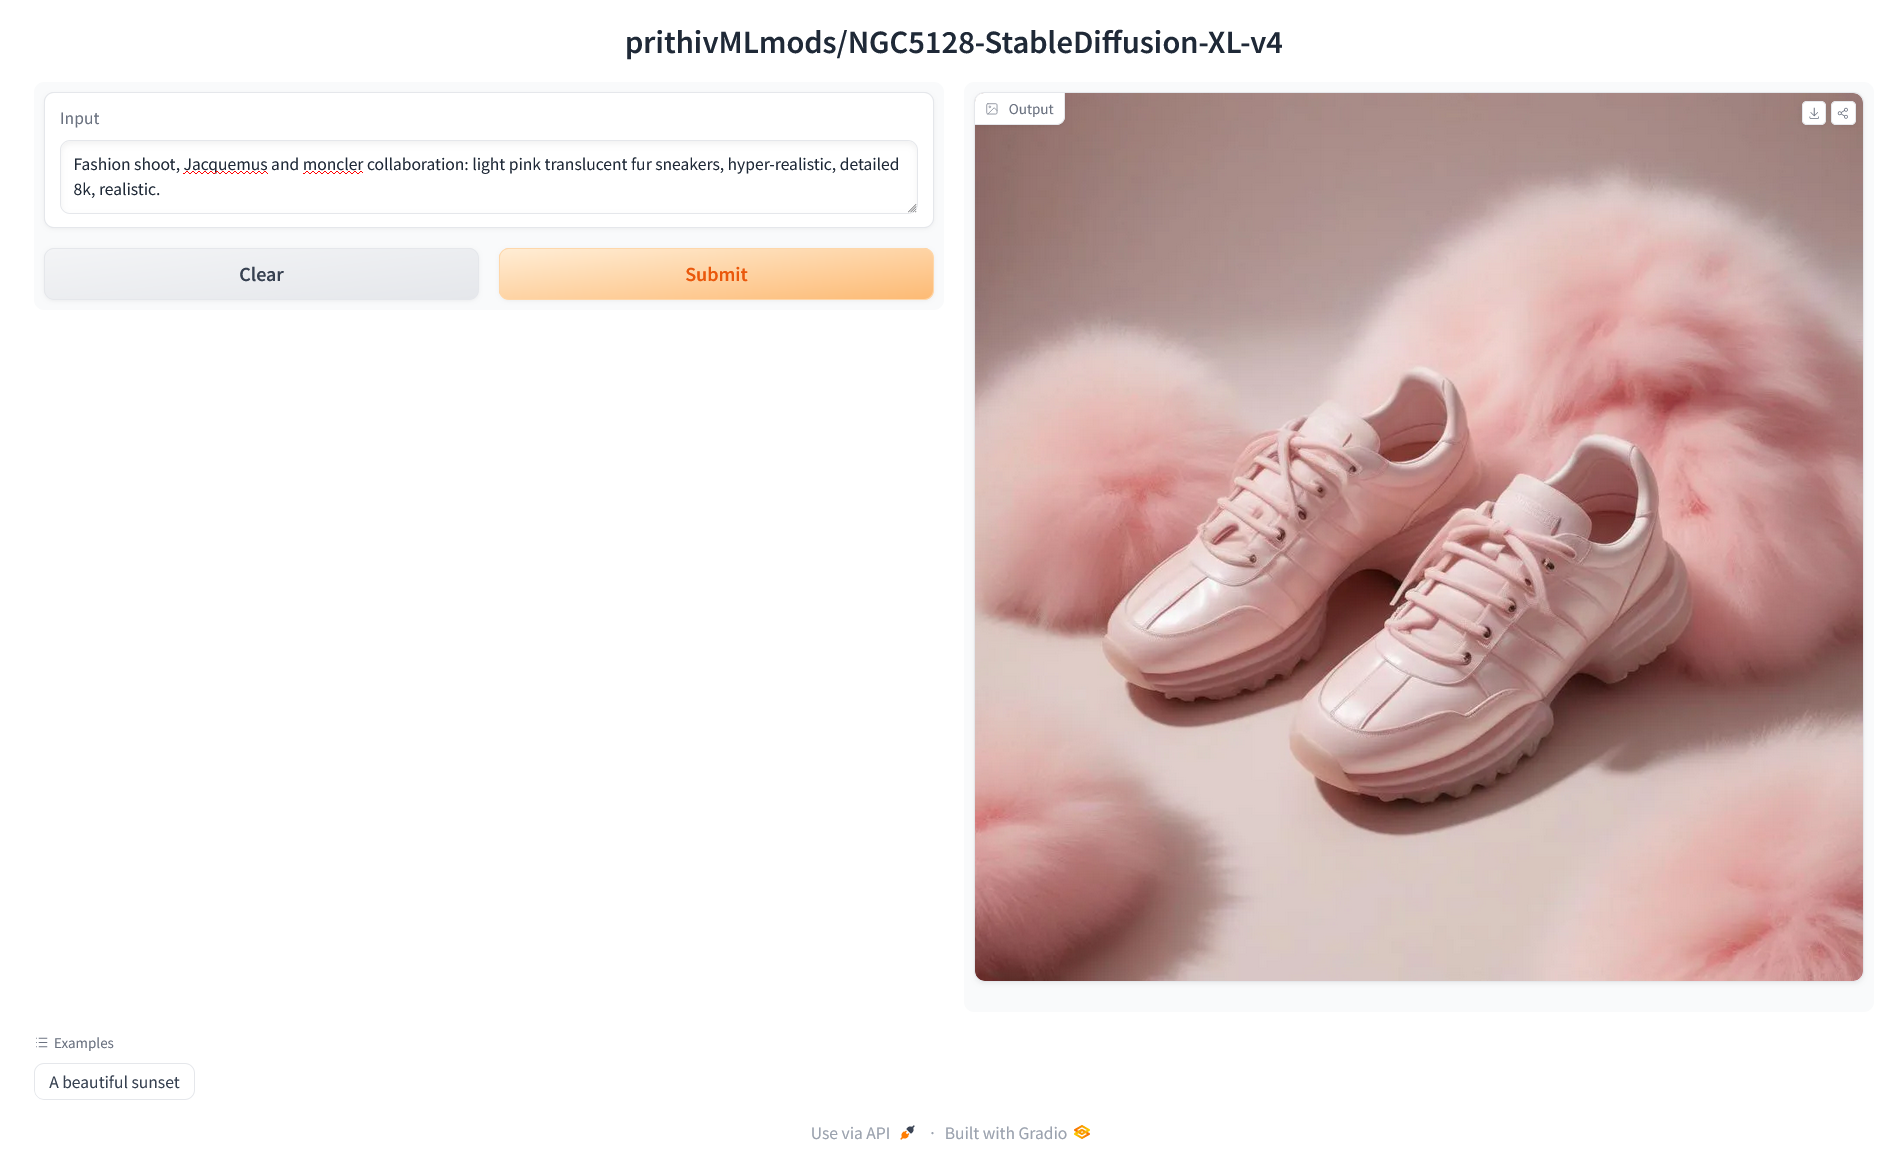 prithivMLmods/NGC5128-StableDiffusion-XL-v4
Input
Fashion shoot, Jacquemus and moncler collaboration: light pink translucent fur sneakers, hyper-realistic, detailed
8k, realistic.
Clear
Submit
Output
Examples
A beautiful sunset
Use via API · Built with Gradio